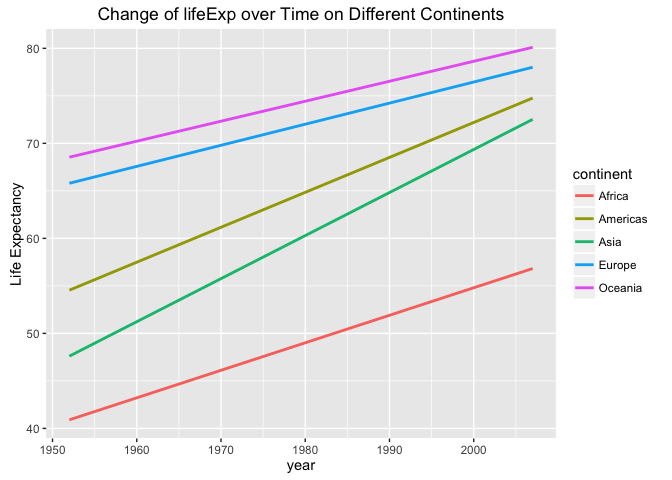 Change of lifeExp over Time on Different Continents
Life Expectancy
80
70
60
50
40
1950
1960
1970
1980
1990
2000
year
continent
Africa
Americas
Asia
Europe
Oceania